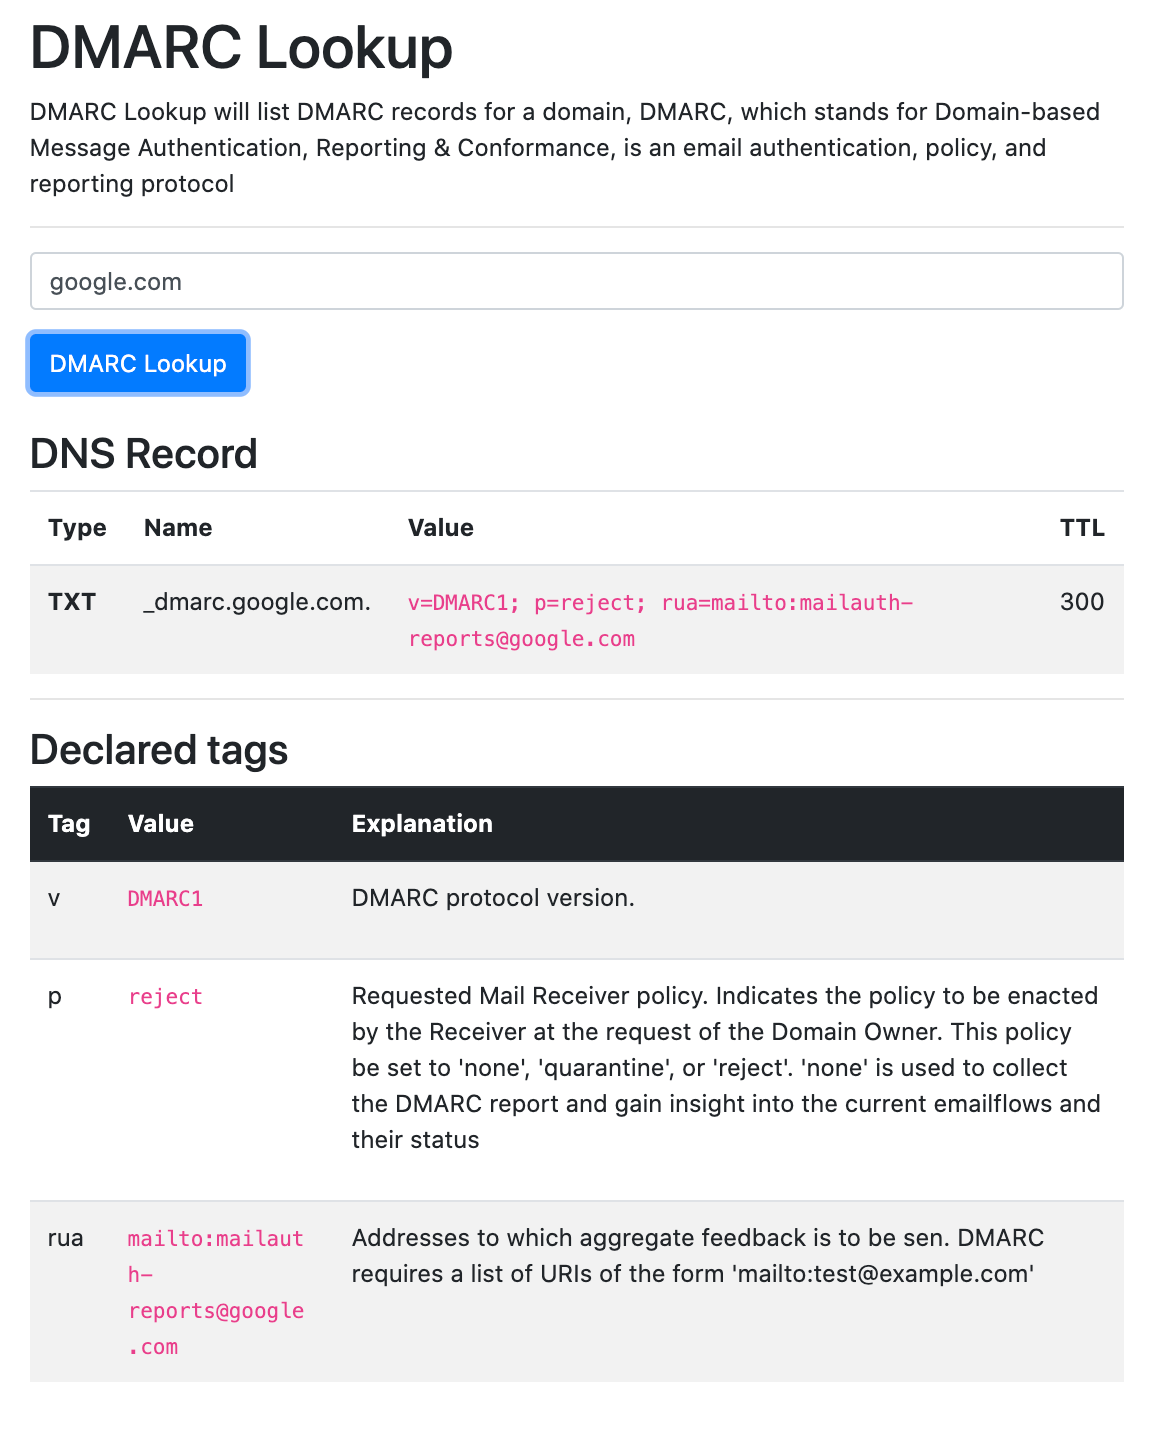 DMARC Lookup
DMARC Lookup will list DMARC records for a domain, DMARC, which stands for Domain-based
Message Authentication, Reporting & Conformance, is an email authentication, policy, and
reporting protocol
google.com
DMARC Lookup
DNS Record
Type Name Value TTL
TXT _dmarc.google.com. v=DMARC1; p=reject; rua=mailto:mailauth- 300
reports@google.com
Declared tags
Tag Value Explanation
v DMARC1 DMARC protocol version.
p reject Requested Mail Receiver policy. Indicates the policy to be enacted
by the Receiver at the request of the Domain Owner. This policy
be set to 'none', 'quarantine', or 'reject'. 'none' is used to collect
the DMARC report and gain insight into the current emailflows and
their status
rua mailto:mailaut Addresses to which aggregate feedback is to be sen. DMARC
h- requires a list of URIs of the form 'mailto:test@example.com'
reports@google
.com